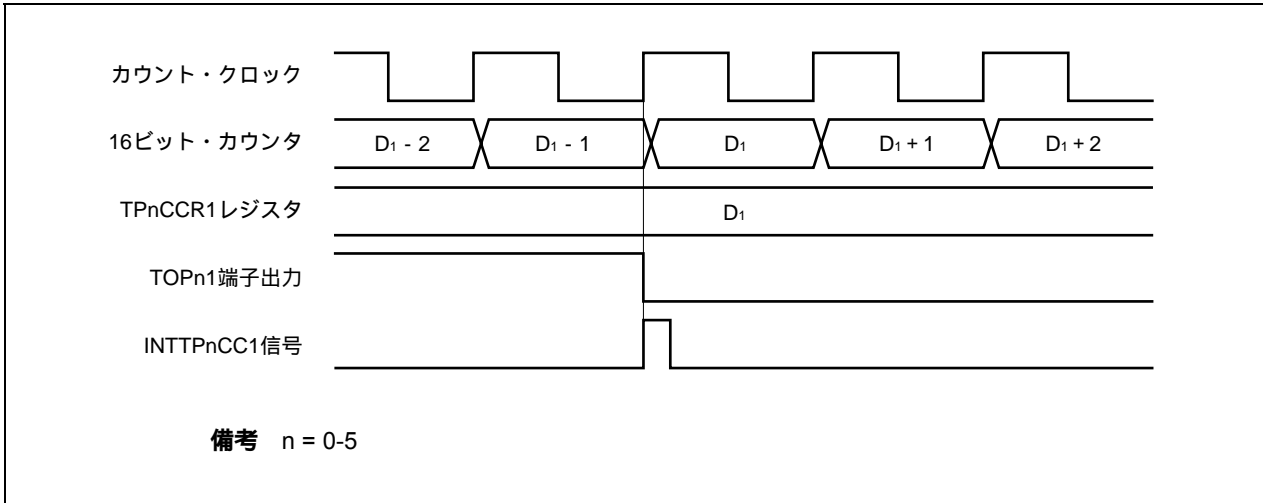 カウント・クロック
16ビット・カウンタ D₁ - 2 D₁ - 1 D₁ D₁ + 1 D₁ + 2
TPnCCR1レジスタ D₁
TOPn1端子出力
INTTPnCC1信号
備考 n = 0-5